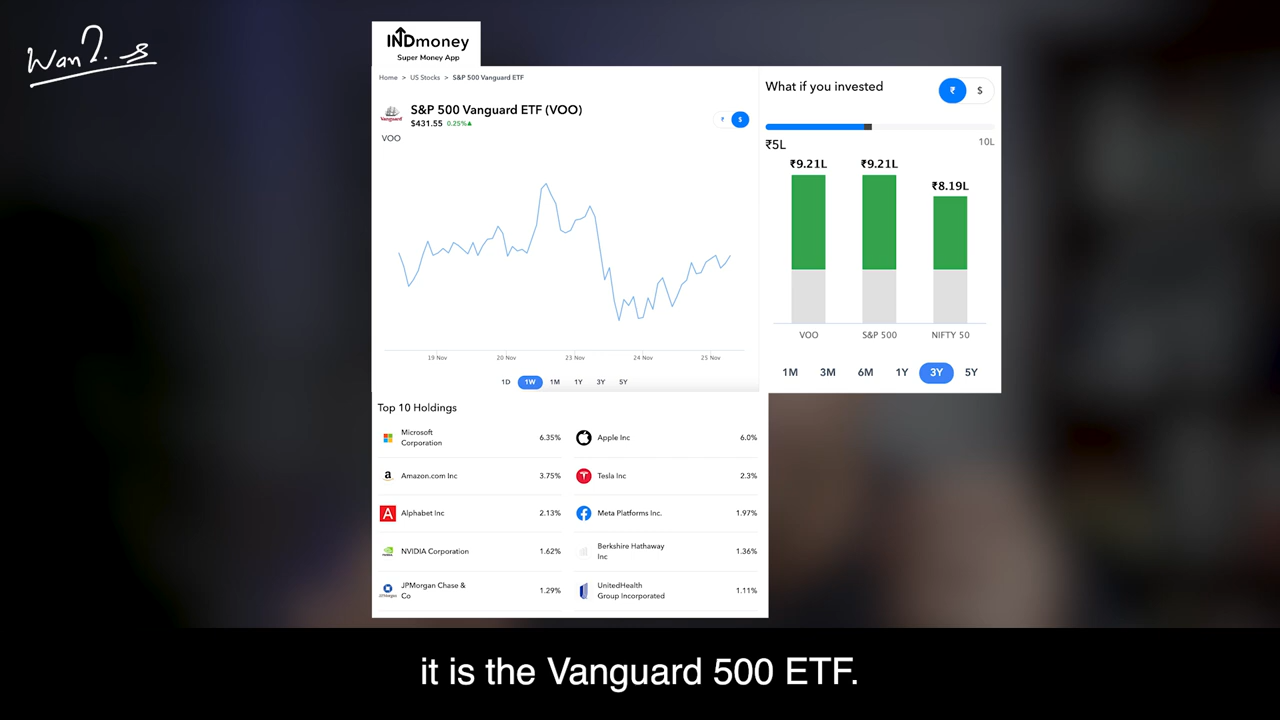 Wan?.s
INDmoney
Super Money App
Home > US Stocks > S&P 500 Vanguard ETF
Vanguard
S&P 500 Vanguard ETF (VOO)
$431.55 0.25%▲
₹ $
VOO
19 Nov 20 Nov 23 Nov 24 Nov 25 Nov
1D 1W 1M 1Y 3Y 5Y
What if you invested
₹ $
₹5L 10L
₹9.21L ₹9.21L ₹8.19L
VOO S&P 500 NIFTY 50
1M 3M 6M 1Y 3Y 5Y
Top 10 Holdings
Microsoft
Corporation
6.35%
Apple Inc 6.0%
a Amazon.com Inc 3.75%
Tesla Inc 2.3%
A Alphabet Inc 2.13%
Meta Platforms Inc. 1.97%
NVIDIA Corporation 1.62%
Berkshire Hathaway
Inc
1.36%
JPMorgan Chase &
Co
1.29%
UnitedHealth
Group Incorporated
1.11%
it is the Vanguard 500 ETF.